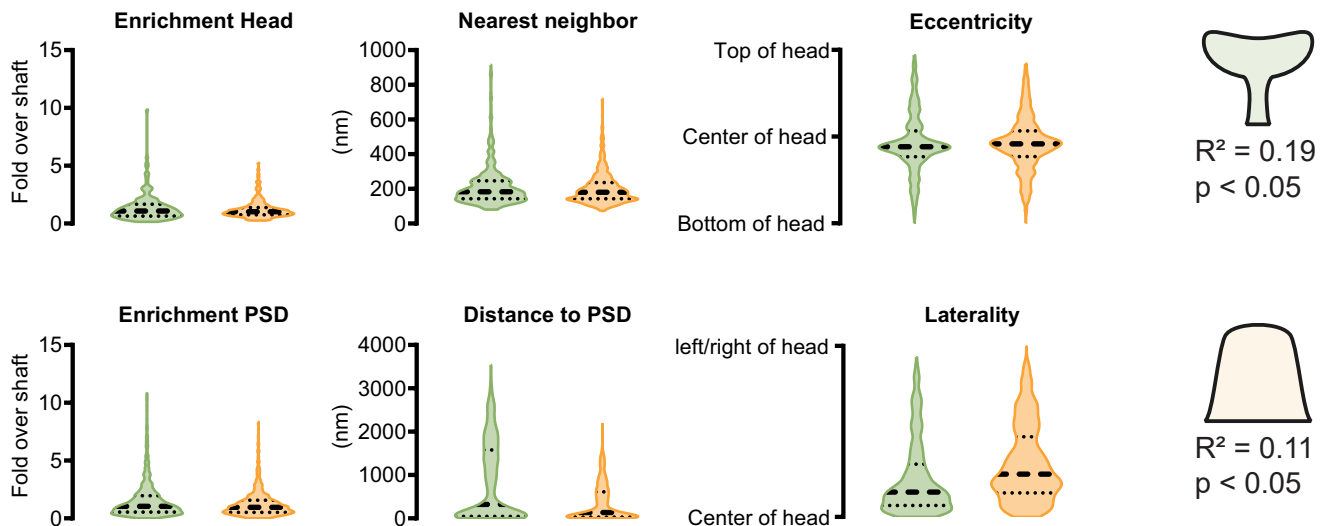 Enrichment Head
Fold over shaft
15
10
5
0
Nearest neighbor
(nm)
1000
800
600
400
200
0
Eccentricity
Top of head
Center of head
Bottom of head
R² = 0.19
p < 0.05
Enrichment PSD
Fold over shaft
15
10
5
0
Distance to PSD
(nm)
4000
3000
2000
1000
0
Laterality
left/right of head
Center of head
R² = 0.11
p < 0.05